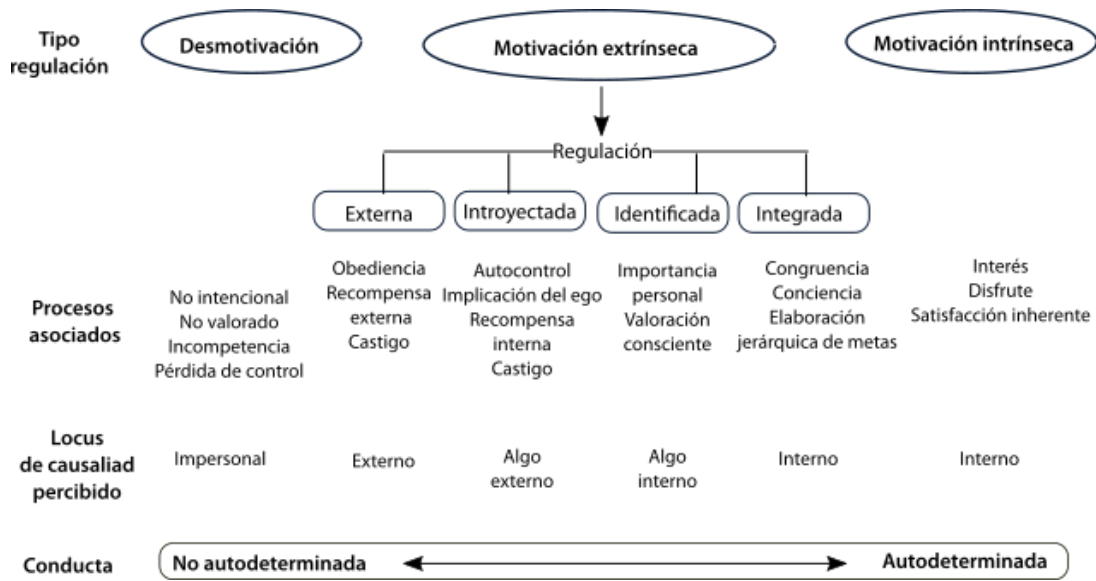 Tipo
regulación
Desmotivación
Motivación extrínseca
Motivación intrínseca
Regulación
Externa
Introyectada
Identificada
Integrada
Procesos
asociados
No intencional
No valorado
Incompetencia
Pérdida de control
Obediencia
Recompensa
externa
Castigo
Autocontrol
Implicación del ego
Recompensa
interna
Castigo
Importancia
personal
Valoración
consciente
Congruencia
Conciencia
Elaboración
jerárquica de metas
Interés
Disfrute
Satisfacción inherente
Locus
de causaliad
percibido
Impersonal
Externo
Algo
externo
Algo
interno
Interno
Interno
Conducta
No autodeterminada
Autodeterminada